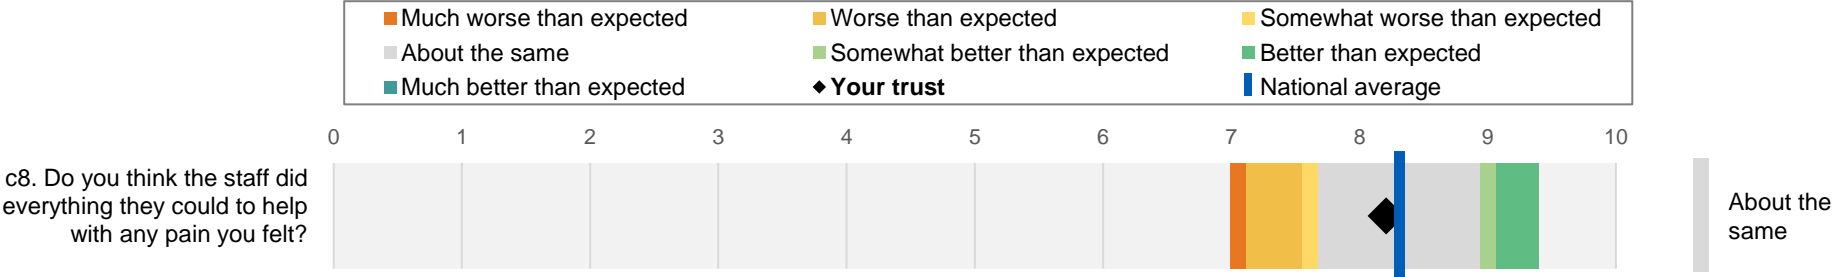 Much worse than expected
Worse than expected
Somewhat worse than expected
About the same
Somewhat better than expected
Better than expected
Much better than expected
Your trust
National average
0 1 2 3 4 5 6 7 8 9 10
c8. Do you think the staff did
everything they could to help
with any pain you felt?
About the
same